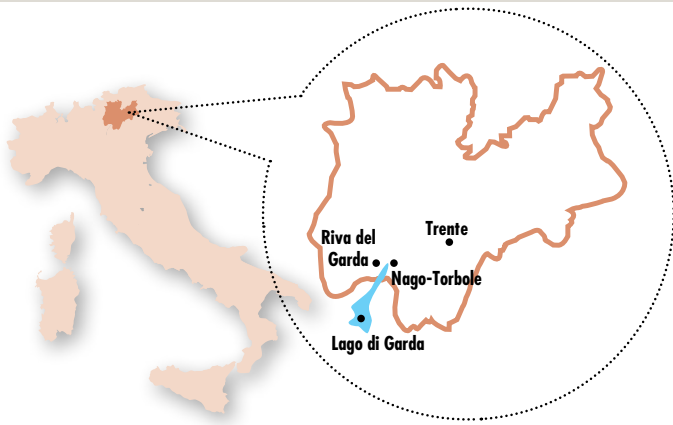 Trente
Riva del
Garda
Nago-Torbole
Lago di Garda